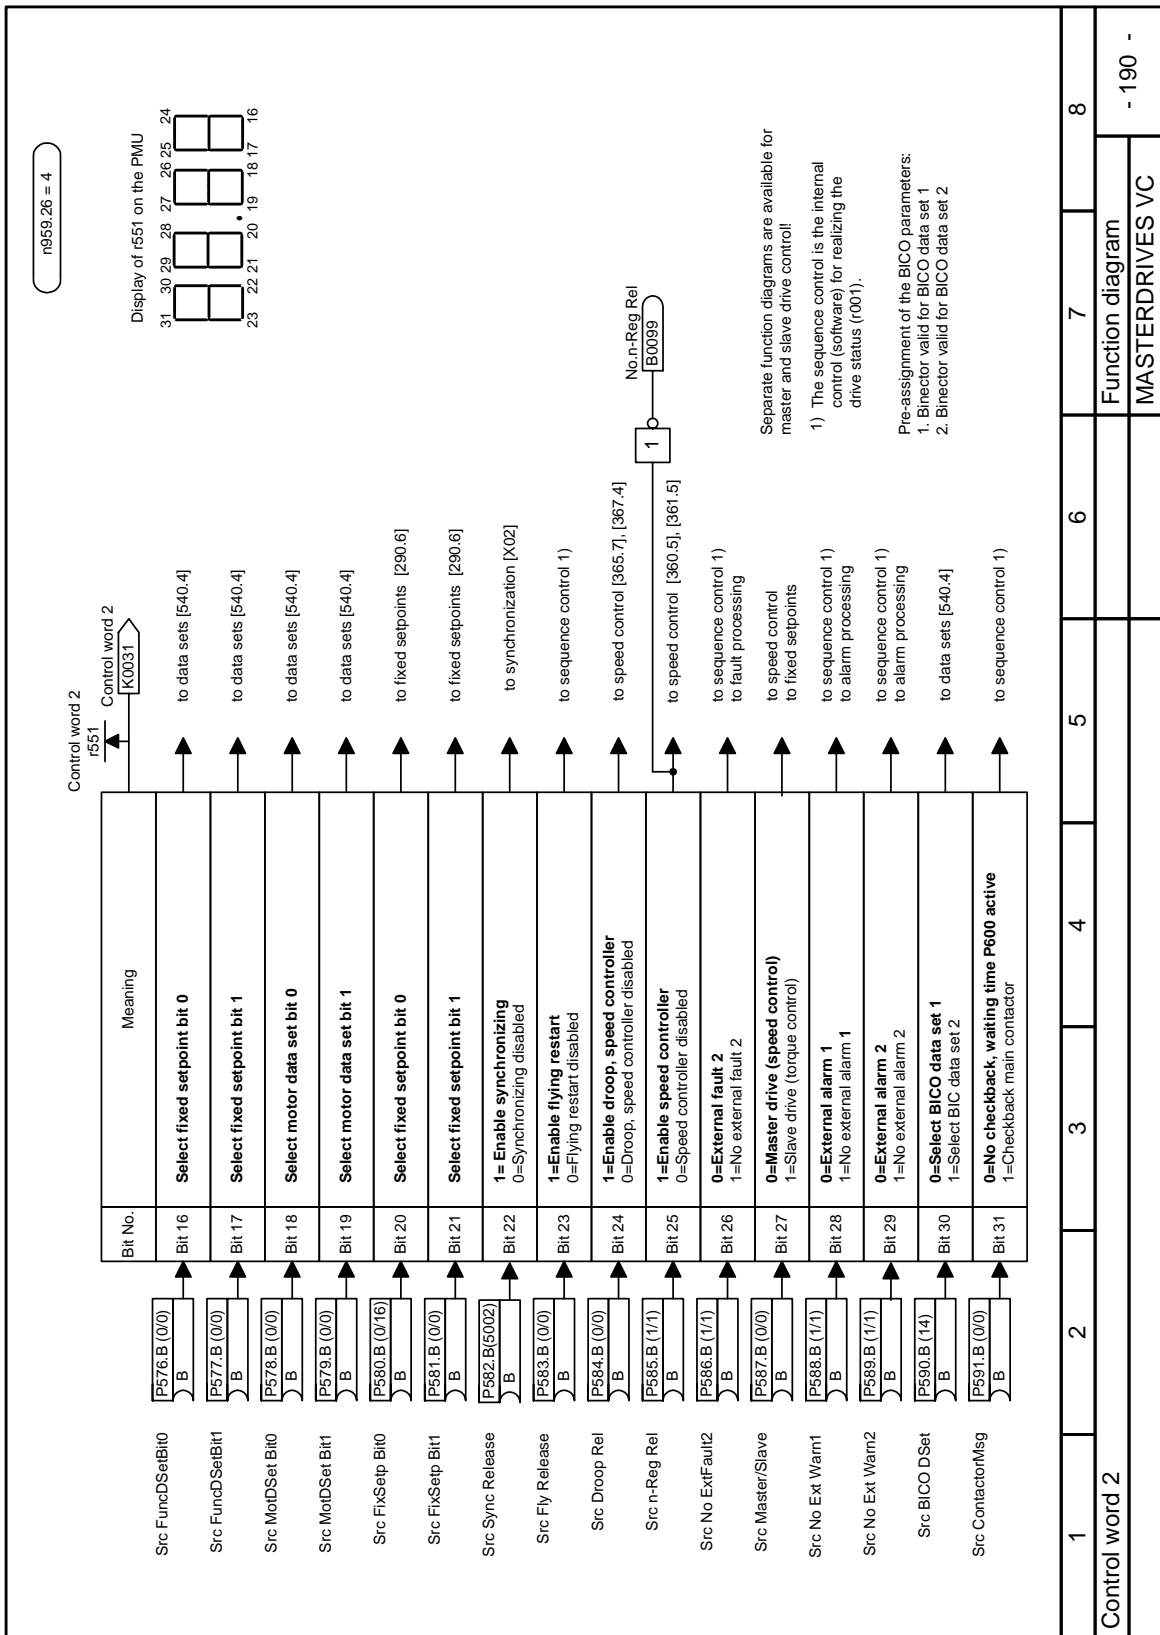 n959.26 = 4
Display of r551 on the PMU
31 30 29 28 27 26 25 24
23 22 21 20 19 18 17 16
Control word 2
r551
Control word 2
K0031
Bit No.
Meaning
Src FuncDSetBit0
P576.B (0/0)
B
Bit 16
Select fixed setpoint bit 0
to data sets [540.4]
Src FuncDSetBit1
P577.B (0/0)
B
Bit 17
Select fixed setpoint bit 1
to data sets [540.4]
Src MotDSet Bit0
P578.B (0/0)
B
Bit 18
Select motor data set bit 0
to data sets [540.4]
Src MotDSet Bit1
P579.B (0/0)
B
Bit 19
Select motor data set bit 1
to data sets [540.4]
Src FixSetp Bit0
P580.B (0/16)
B
Bit 20
Select fixed setpoint bit 0
to fixed setpoints [290.6]
Src FixSetp Bit1
P581.B (0/0)
B
Bit 21
Select fixed setpoint bit 1
to fixed setpoints [290.6]
Src Sync Release
P582.B(5002)
B
Bit 22
1= Enable synchronizing
0=Synchronizing disabled
to synchronization [X02]
Src Fly Release
P583.B (0/0)
B
Bit 23
1=Enable flying restart
0=Flying restart disabled
to sequence control 1)
Src Droop Rel
P584.B (0/0)
B
Bit 24
1=Enable droop, speed controller
0=Droop, speed controller disabled
to speed control [365.7], [367.4]
Src n-Reg Rel
P585.B (1/1)
B
Bit 25
1=Enable speed controller
0=Speed controller disabled
to speed control [360.5], [361.5]
1
No.n-Reg Rel
B0099
Src No ExtFault2
P586.B (1/1)
B
Bit 26
0=External fault 2
1=No external fault 2
to sequence control 1)
to fault processing
Src Master/Slave
P587.B (0/0)
B
Bit 27
0=Master drive (speed control)
1=Slave drive (torque control)
to speed control
to fixed setpoints
Src No Ext Warn1
P588.B (1/1)
B
Bit 28
0=External alarm 1
1=No external alarm 1
to sequence control 1)
to alarm processing
Src No Ext Warn2
P589.B (1/1)
B
Bit 29
0=External alarm 2
1=No external alarm 2
to sequence control 1)
to alarm processing
Src BICO DSet
P590.B (14)
B
Bit 30
0=Select BICO data set 1
1=Select BIC data set 2
to data sets [540.4]
Src ContactorMsg
P591.B (0/0)
B
Bit 31
0=No checkback, waiting time P600 active
1=Checkback main contactor
to sequence control 1)
Separate function diagrams are available for
master and slave drive control!
1) The sequence control is the internal
control (software) for realizing the
drive status (r001).
Pre-assignment of the BICO parameters:
1. Binector valid for BICO data set 1
2. Binector valid for BICO data set 2
1 2 3 4 5 6 7 8
Control word 2
Function diagram
MASTERDRIVES VC
- 190 -